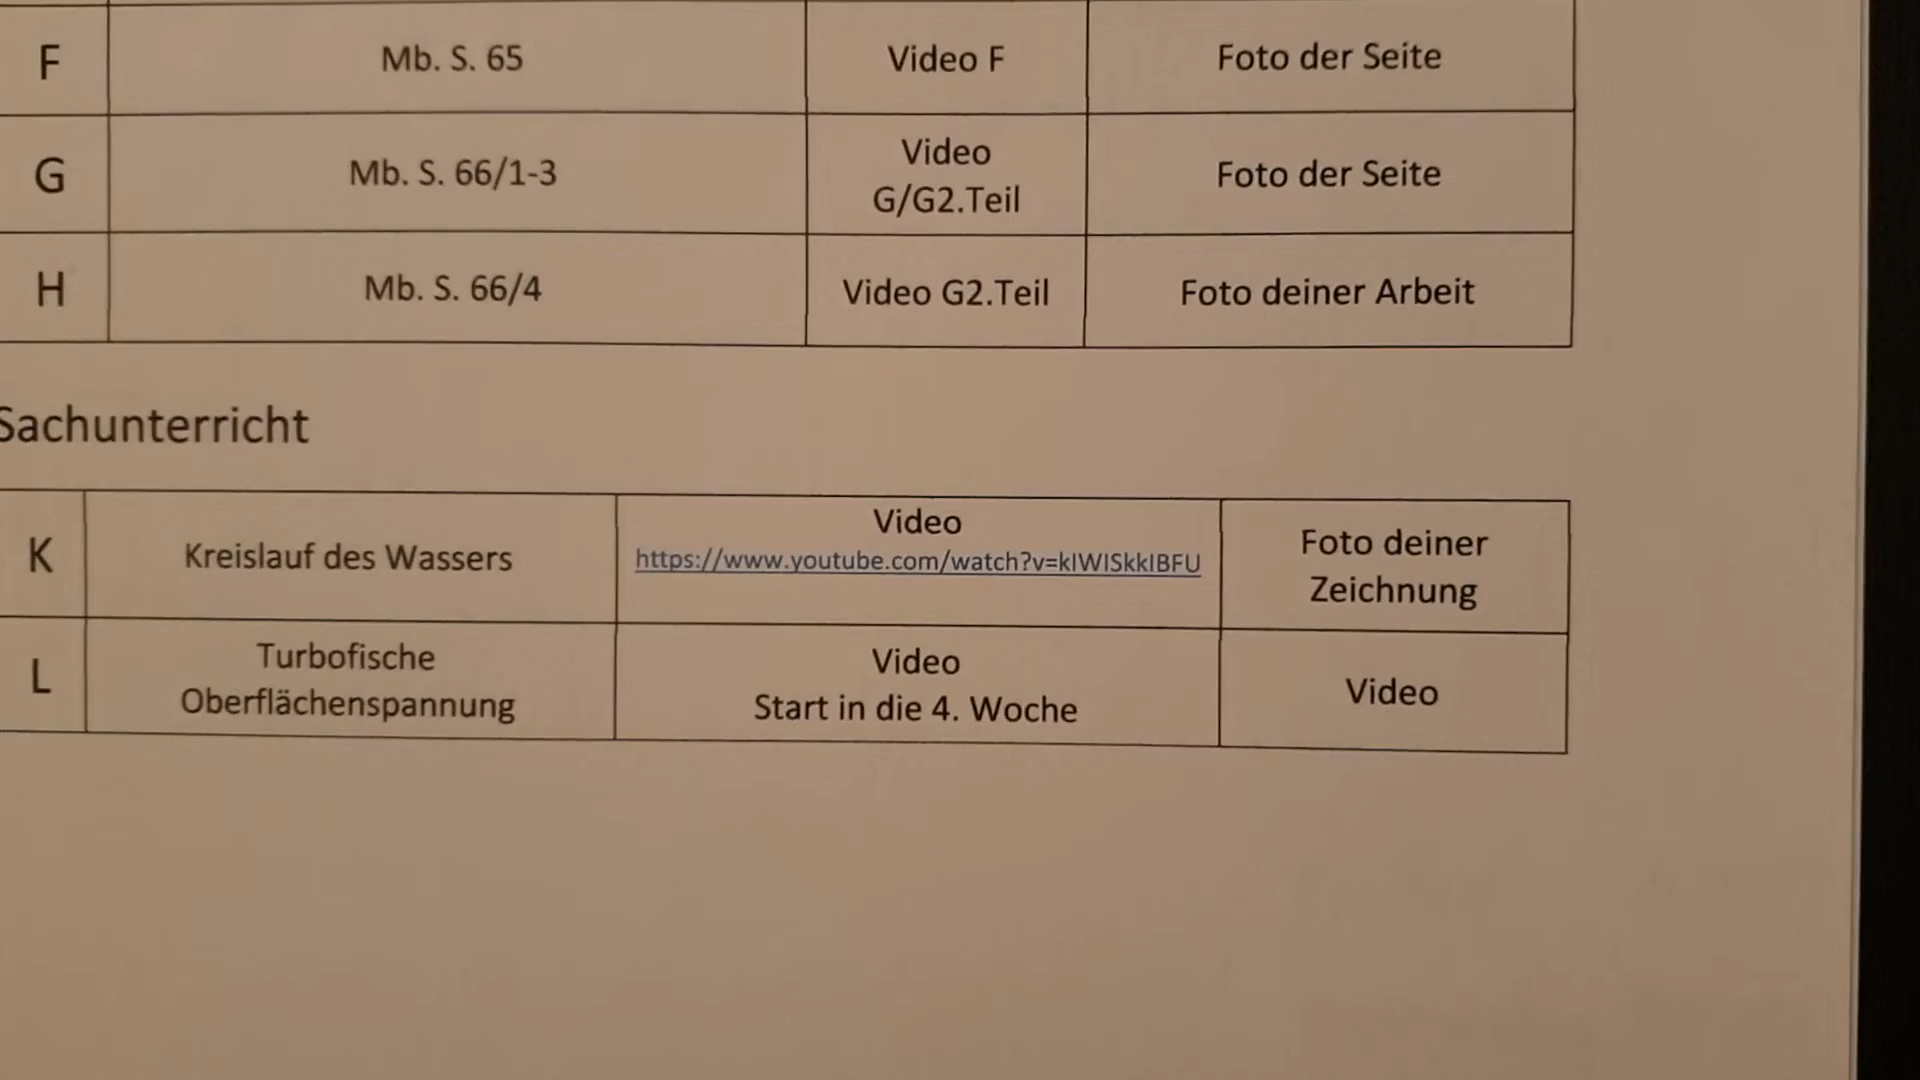 F
Mb. S. 65
Video F
Foto der Seite
G
Mb. S. 66/1-3
Video
G/G2.Teil
Foto der Seite
H
Mb. S. 66/4
Video G2.Teil
Foto deiner Arbeit
Sachunterricht
K
Kreislauf des Wassers
Video
https://www.youtube.com/watch?v=kIWISkkIBFU
Foto deiner
Zeichnung
L
Turbofische
Oberflächenspannung
Video
Start in die 4. Woche
Video